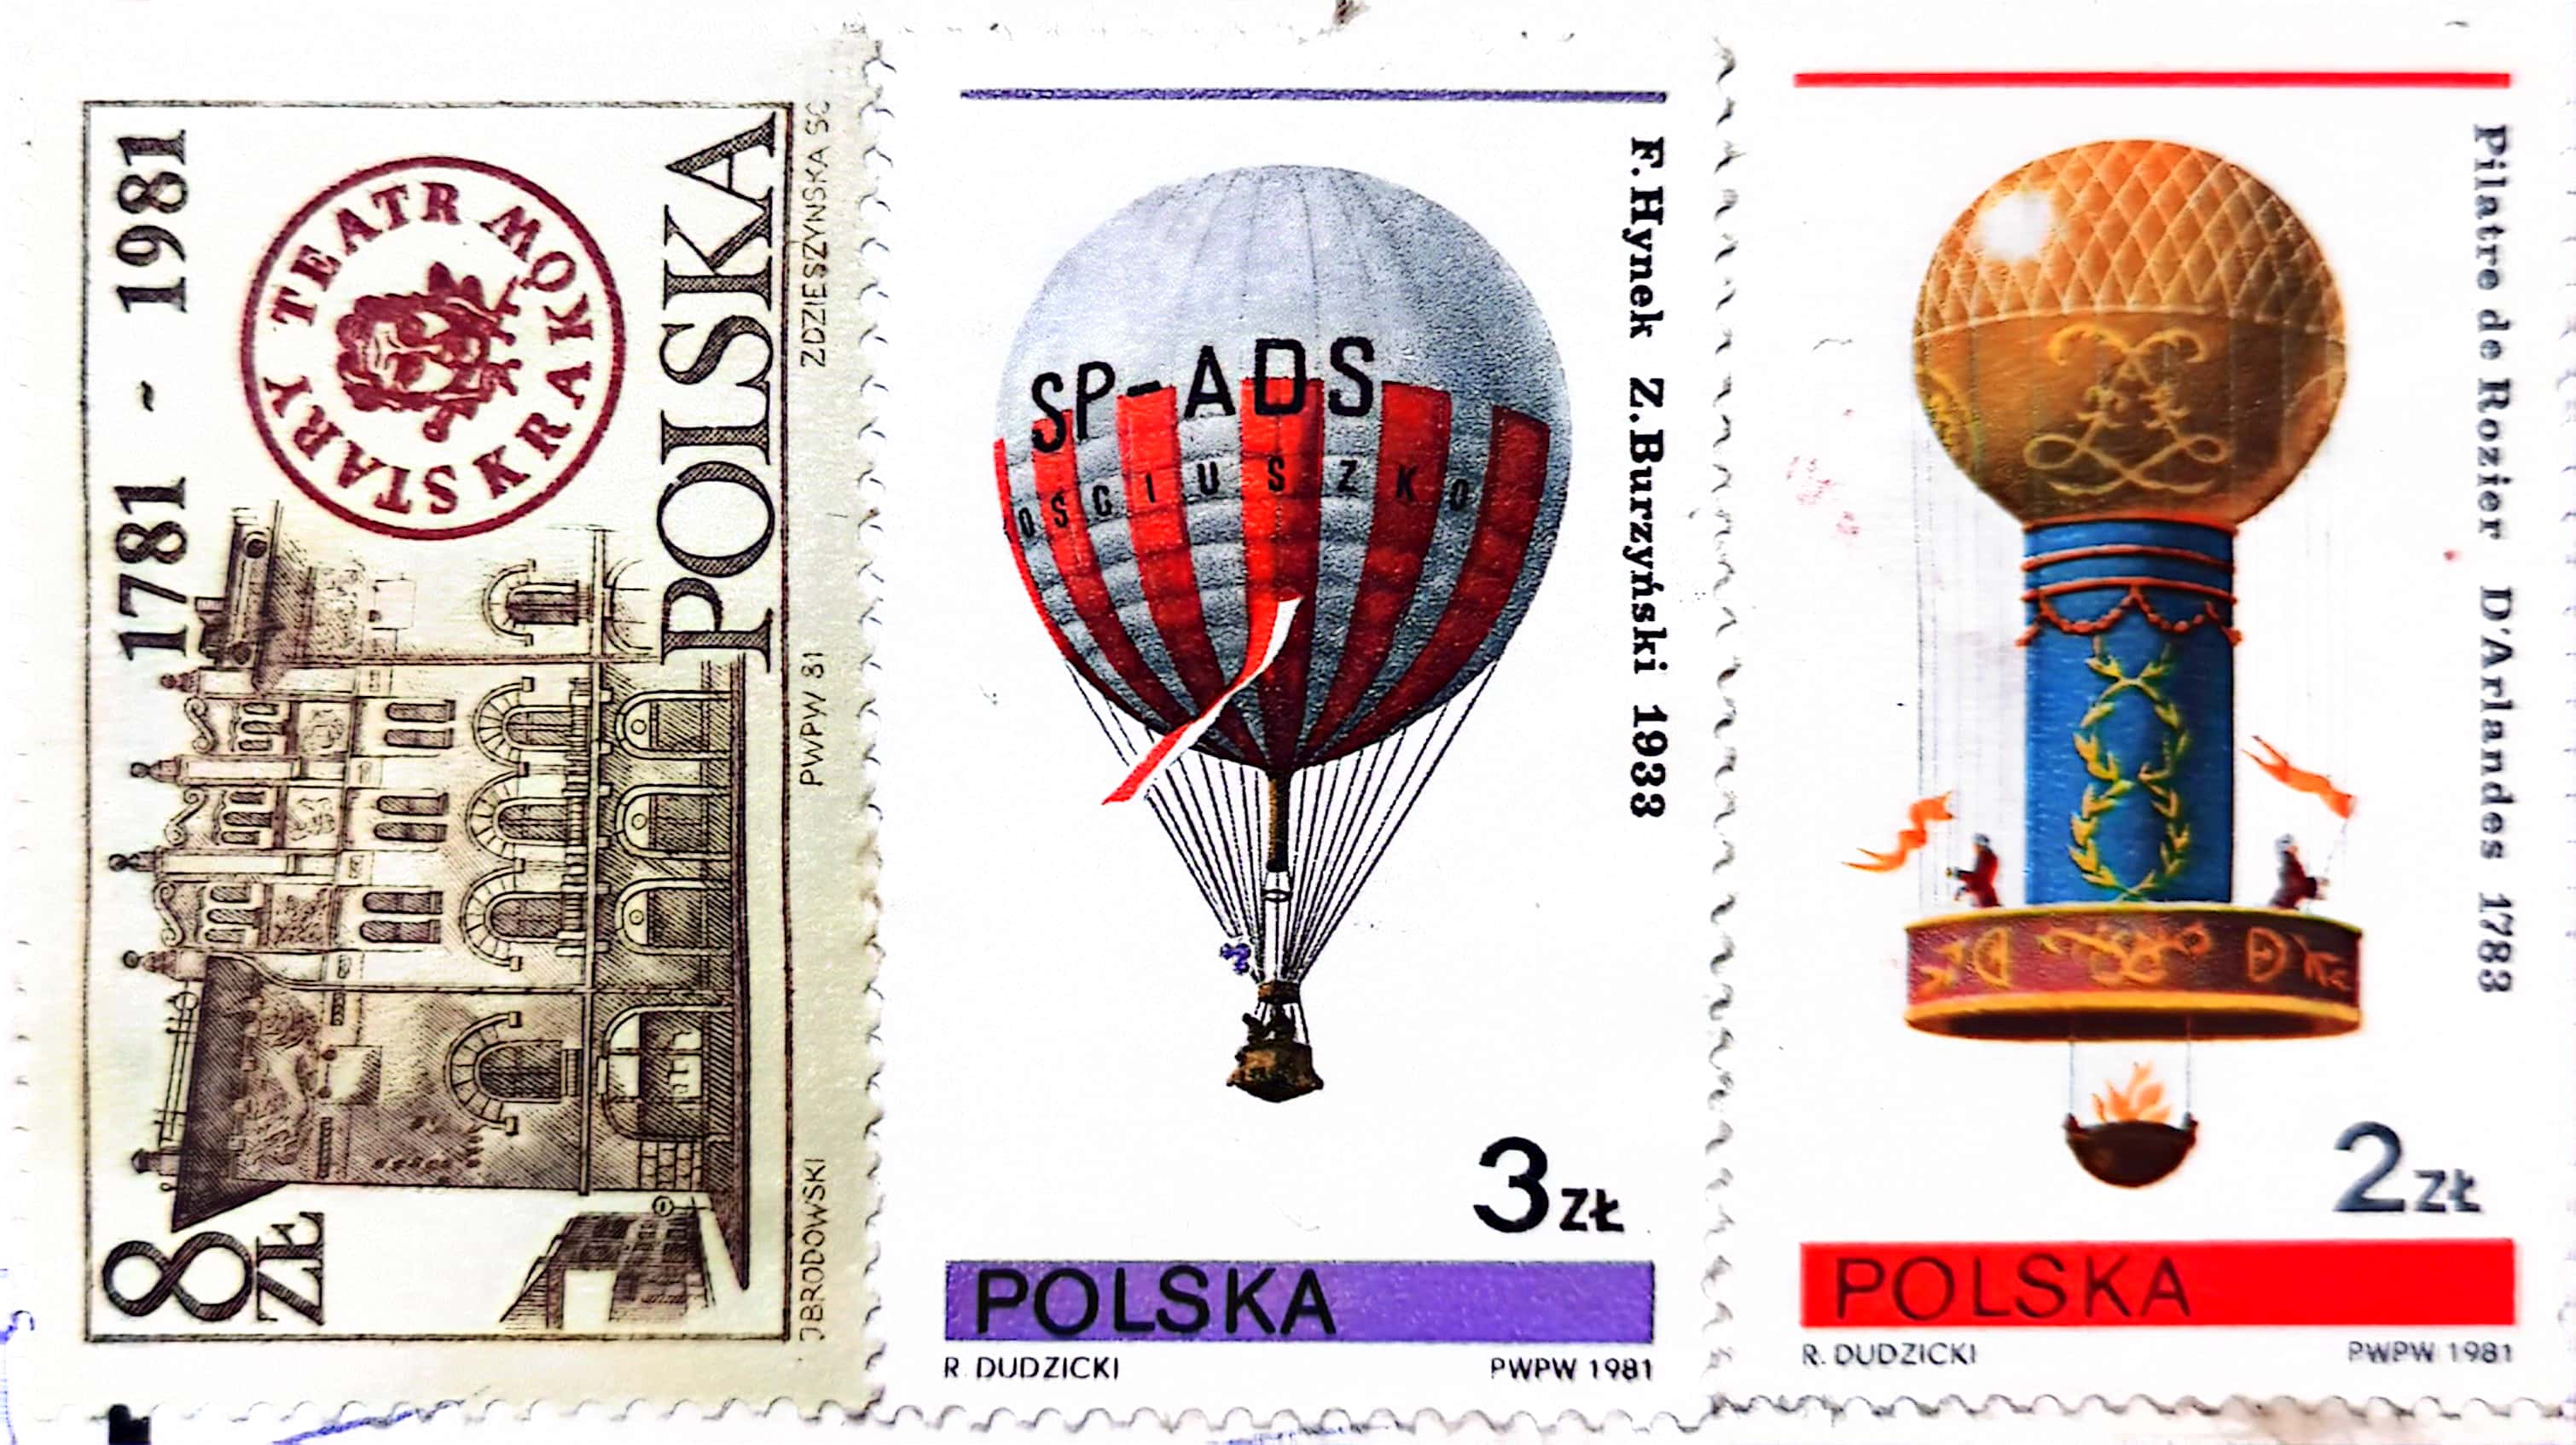 1781 - 1981
STARY TEATR
KRAKÓW
POLSKA
8
ZŁ
J.BRODOWSKI
PWPW 81
ZDZIESZYŃSKA SC
F.Hynek Z.Burzyński 1933
SP-ADS
OŚCIUSZKO
3 ZŁ
POLSKA
R. DUDZICKI
PWPW 1981
Pilatre de Rozier D'Arlandes 1783
2 ZŁ
POLSKA
R. DUDZICKI
PWPW 1981